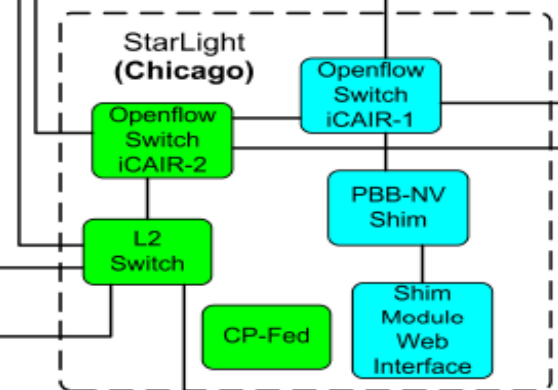 StarLight
(Chicago)
Openflow
Switch
iCAIR-1
Openflow
Switch
iCAIR-2
PBB-NV
Shim
L2
Switch
Shim
Module
Web
Interface
CP-Fed